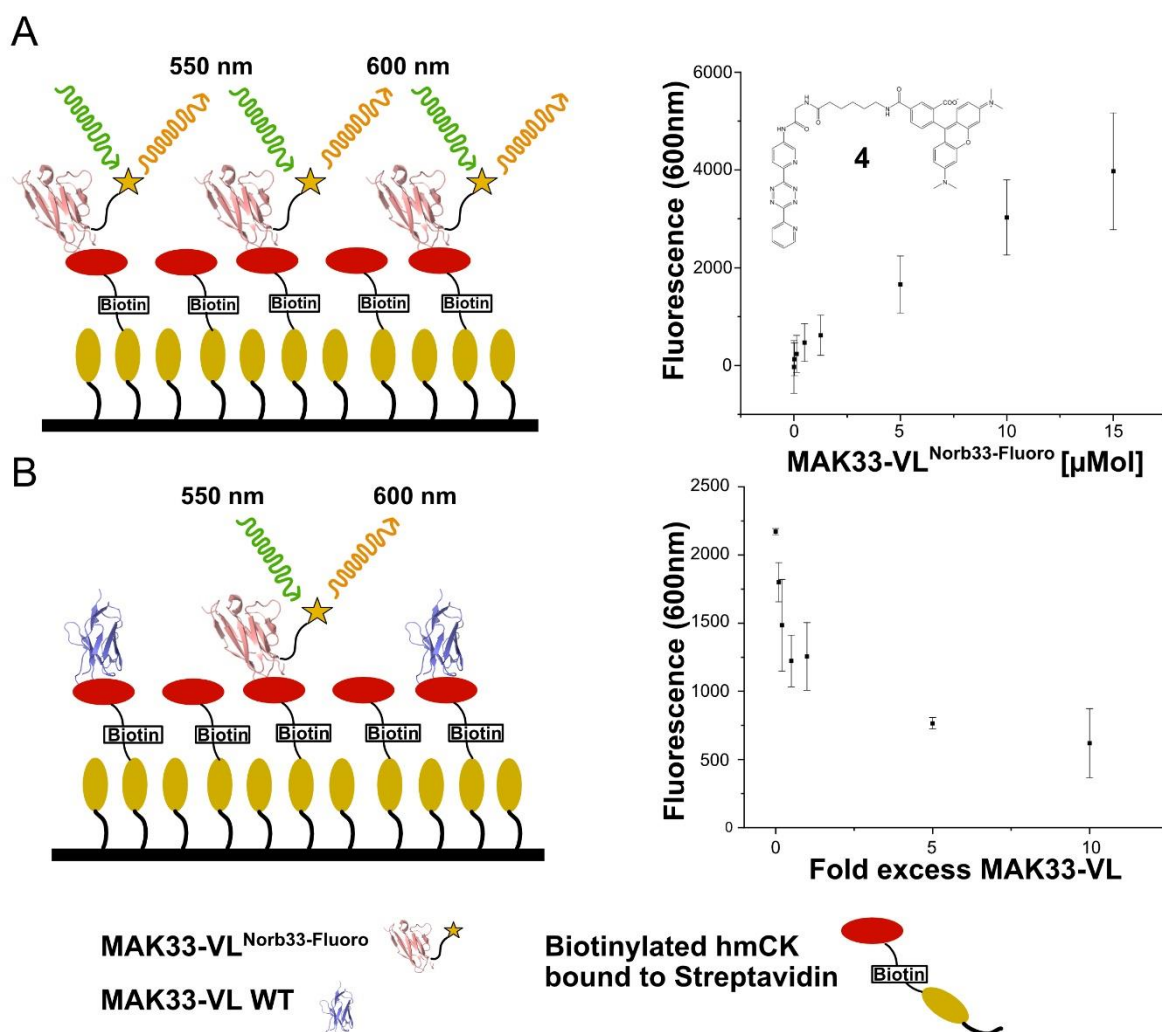 A
550 nm
600 nm
Biotin
Biotin
Biotin
Biotin
Biotin
Fluorescence (600nm)
6000
4000
2000
0
0
5
10
15
MAK33-VL^Norb33-Fluoro [µMol]
O
H
N
N
H
O
HN
O
O
COO⁻
N⁺
O
N
N
N
N
N
N
N
4
B
550 nm
600 nm
Biotin
Biotin
Biotin
Biotin
Biotin
Fluorescence (600nm)
2500
2000
1500
1000
500
0
0
5
10
Fold excess MAK33-VL
MAK33-VL^Norb33-Fluoro
MAK33-VL WT
Biotinylated hmCK
bound to Streptavidin
Biotin